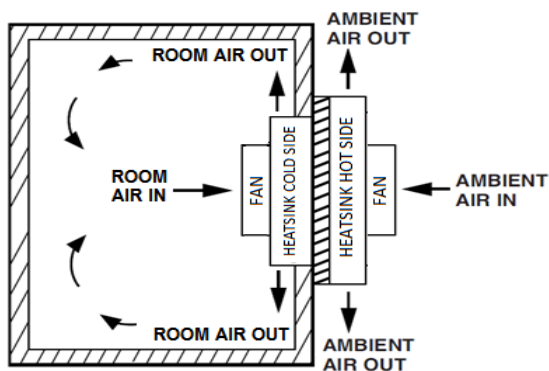 AMBIENT
AIR OUT
ROOM AIR OUT
ROOM
AIR IN
FAN
HEATSINK COLD SIDE
HEATSINK HOT SIDE
FAN
AMBIENT
AIR IN
ROOM AIR OUT
AMBIENT
AIR OUT